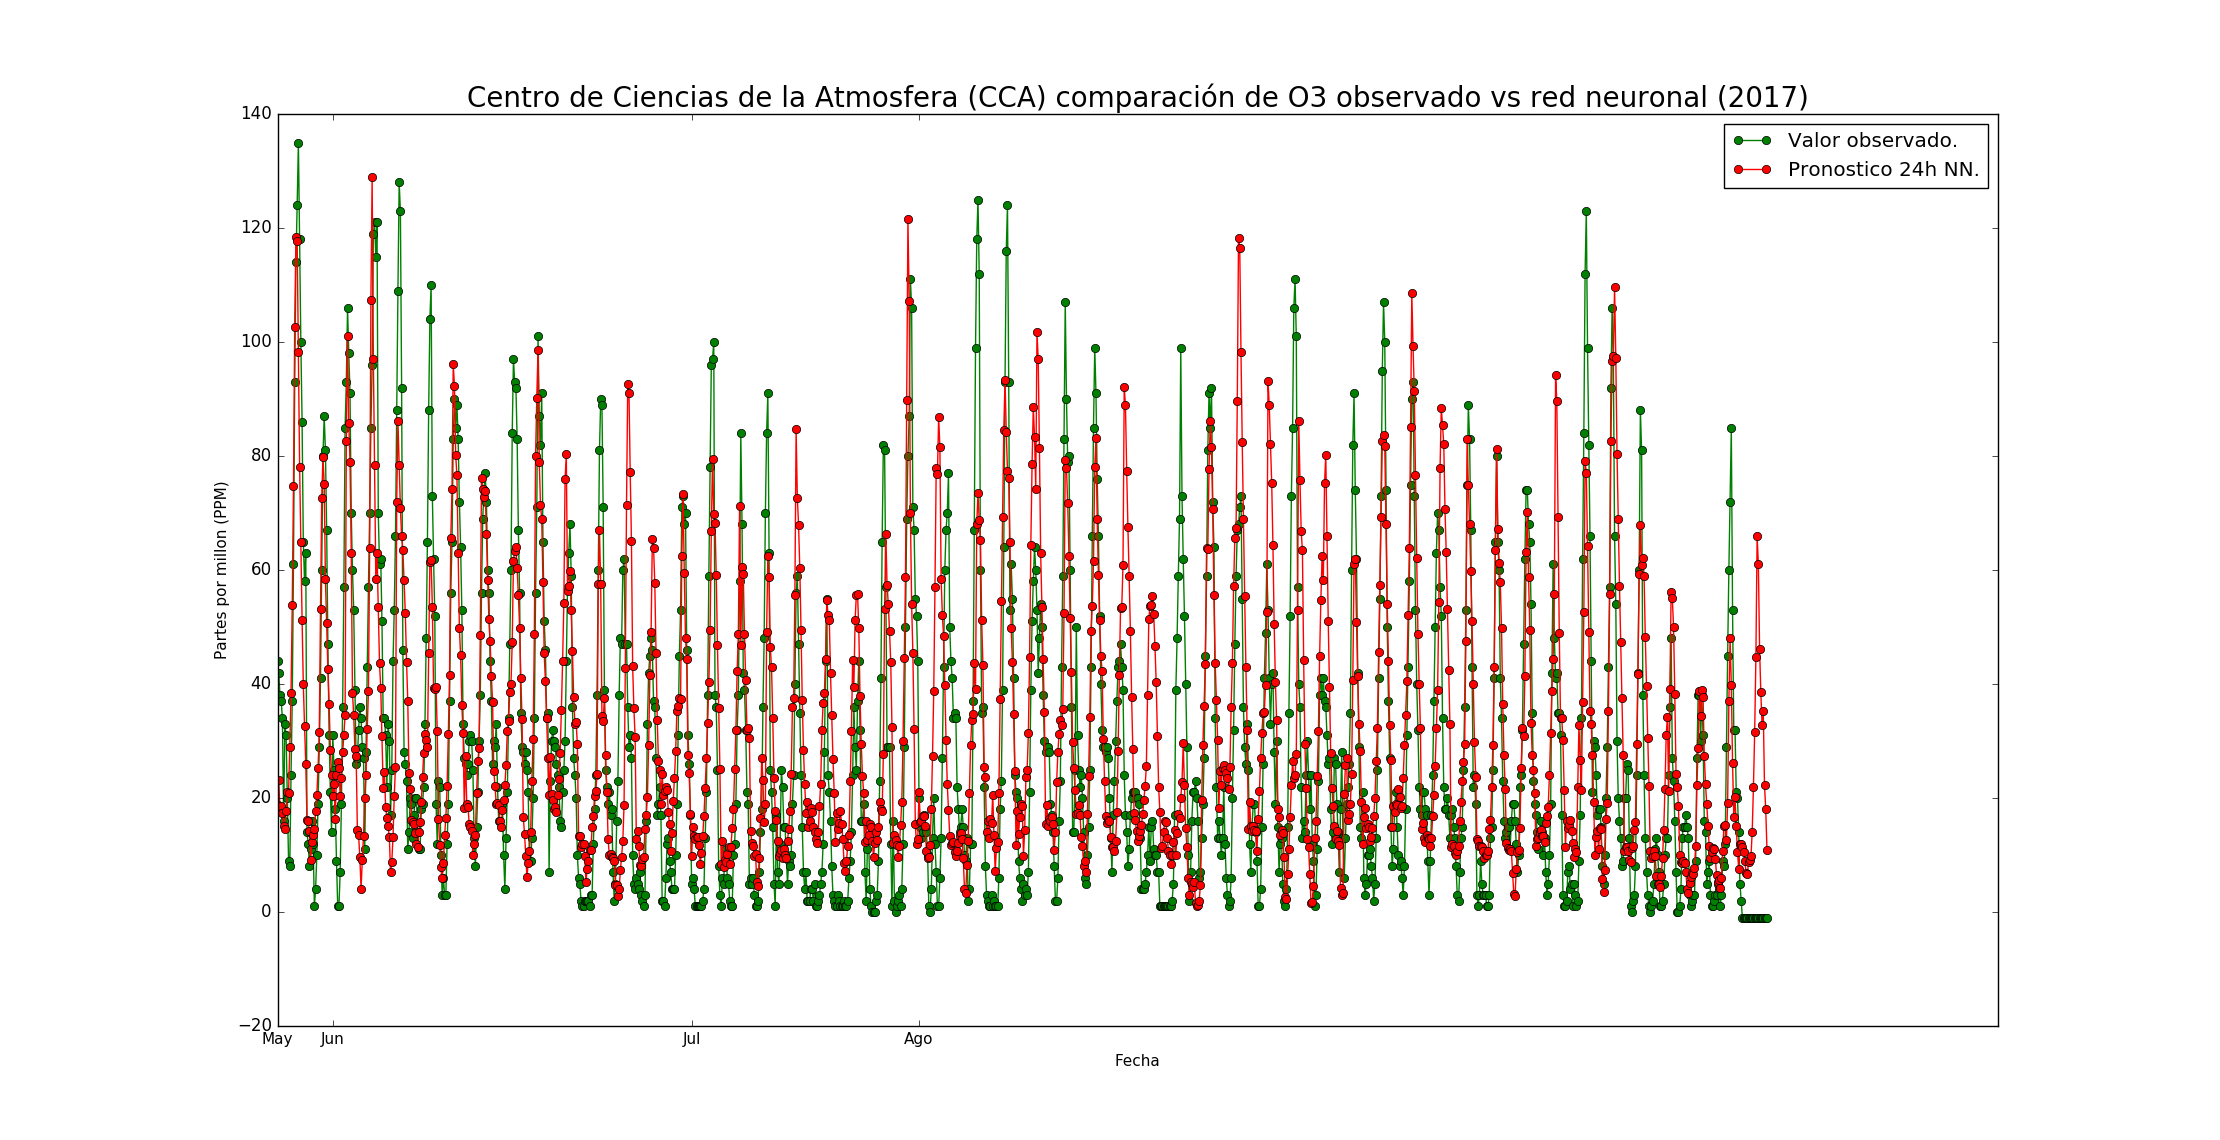 Centro de Ciencias de la Atmosfera (CCA) comparación de O3 observado vs red neuronal (2017)
Valor observado.
Pronostico 24h NN.
140
120
100
80
60
40
20
0
−20
Partes por millon (PPM)
May Jun Jul Ago
Fecha